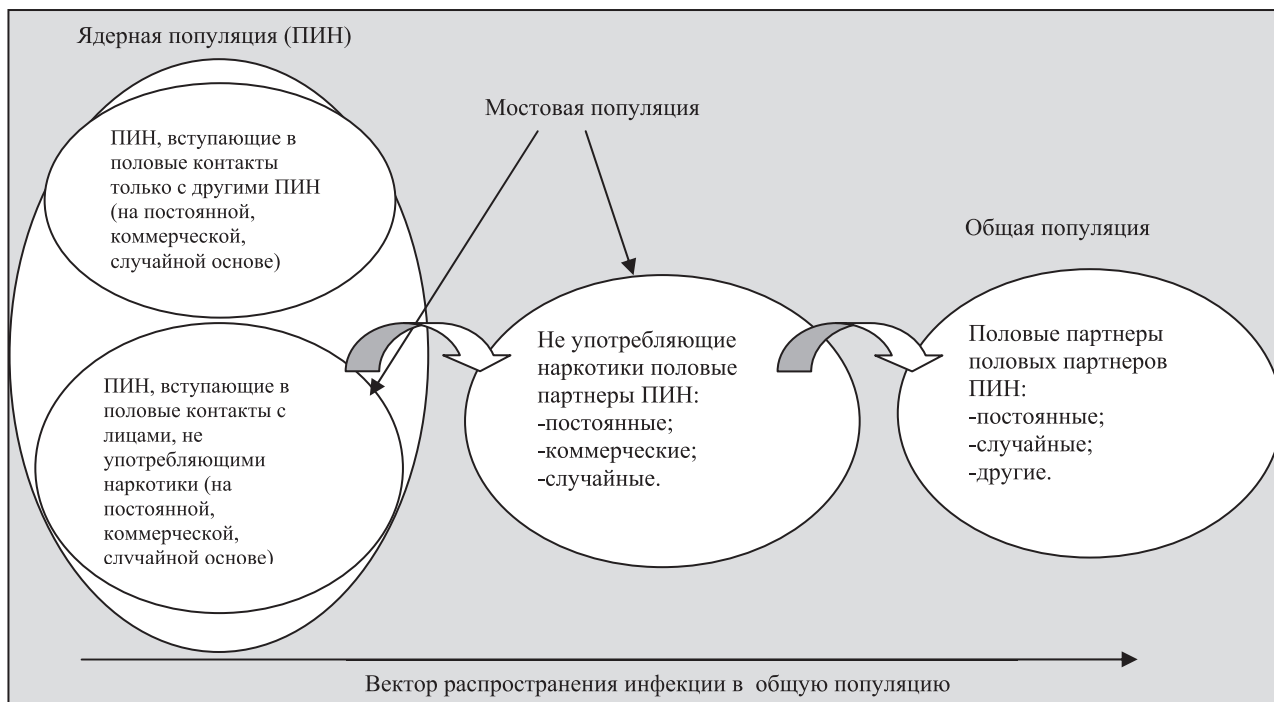 Ядерная популяция (ПИН)
ПИН, вступающие в
половые контакты
только с другими ПИН
(на постоянной,
коммерческой,
случайной основе)
ПИН, вступающие в
половые контакты с
лицами, не
употребляющими
наркотики (на
постоянной,
коммерческой,
случайной основе)
Мостовая популяция
Не употребляющие
наркотики половые
партнеры ПИН:
-постоянные;
-коммерческие;
-случайные.
Общая популяция
Половые партнеры
половых партнеров
ПИН:
-постоянные;
-случайные;
-другие.
Вектор распространения инфекции в общую популяцию